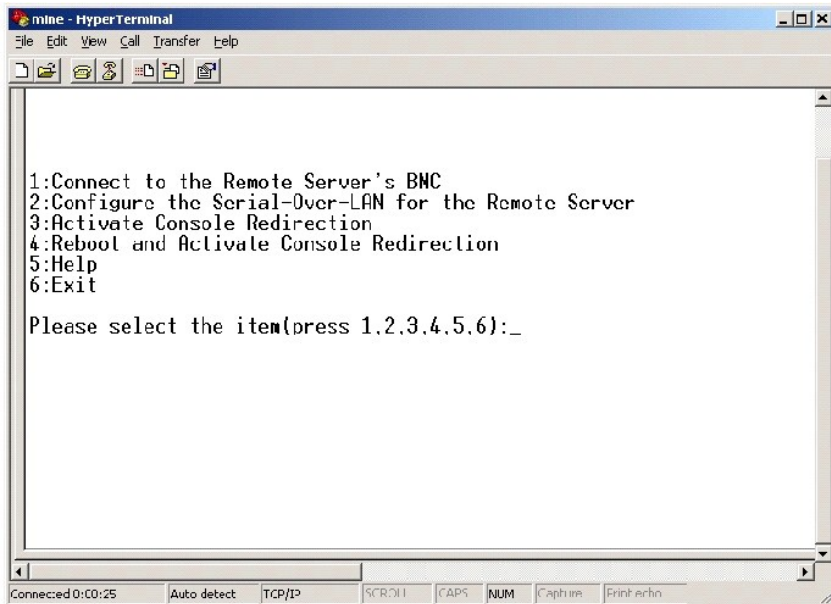 mine - HyperTerminal
File Edit View Call Transfer Help
1:Connect to the Remote Server's BNC
2:Configure the Serial-Over-LAN for the Remote Server
3:Activate Console Redirection
4:Reboot and Activate Console Redirection
5:Help
6:Exit
Please select the item(press 1,2,3,4,5,6):_
Connected 0:00:25 Auto detect TCP/IP SCROLL CAPS NUM Capture Print echo